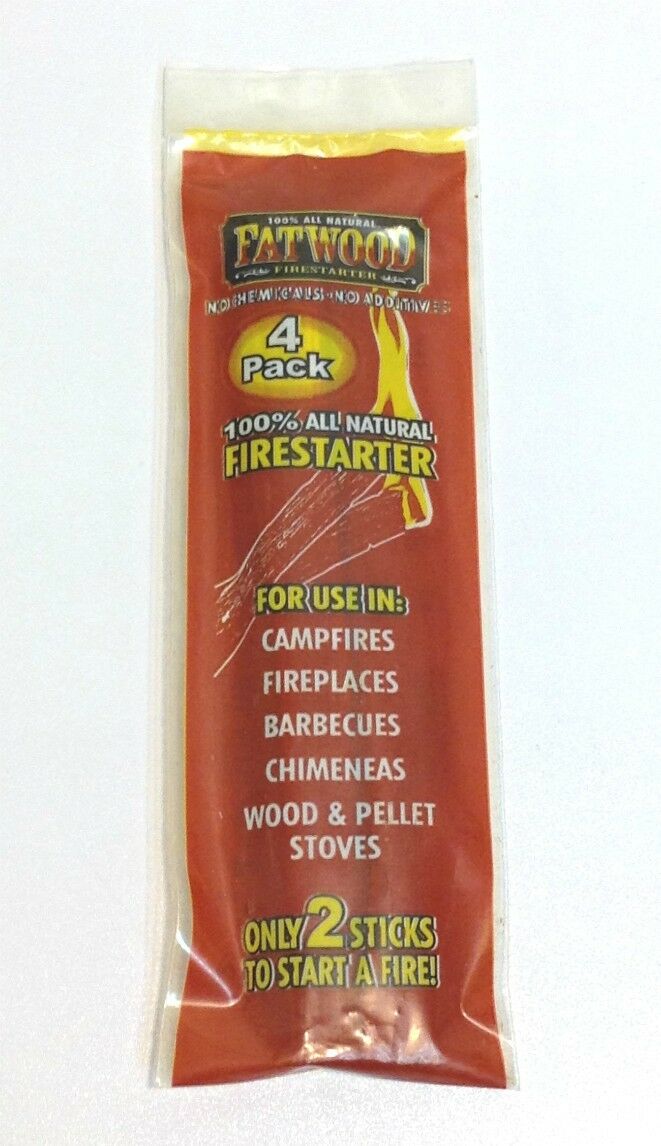 100% ALL NATURAL
FATWOOD
FIRESTARTER
NO CHEMICALS · NO ADDITIVES
4
Pack
100% ALL NATURAL
FIRESTARTER
FOR USE IN:
CAMPFIRES
FIREPLACES
BARBECUES
CHIMENEAS
WOOD & PELLET
STOVES
ONLY 2 STICKS
TO START A FIRE!